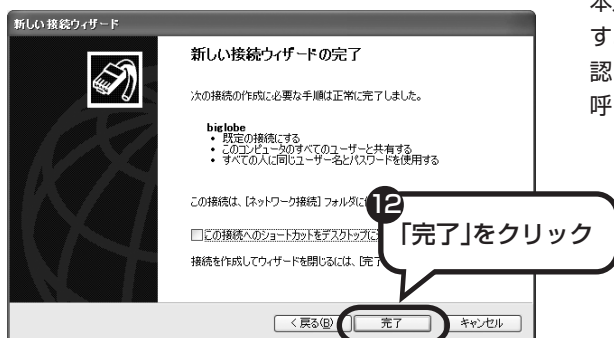 新しい接続ウィザード
新しい接続ウィザードの完了
次の接続の作成に必要な手順は正常に完了しました。
biglobe
• 既定の接続にする
• このコンピュータのすべてのユーザーと共有する
• すべての人に同じユーザー名とパスワードを使用する
この接続は、[ネットワーク接続] フォルダに
この接続へのショートカットをデスクトップに
接続を作成してウィザードを閉じるには、[完了
12
「完了」をクリック
< 戻る(B)
完了
キャンセル
す
認
呼